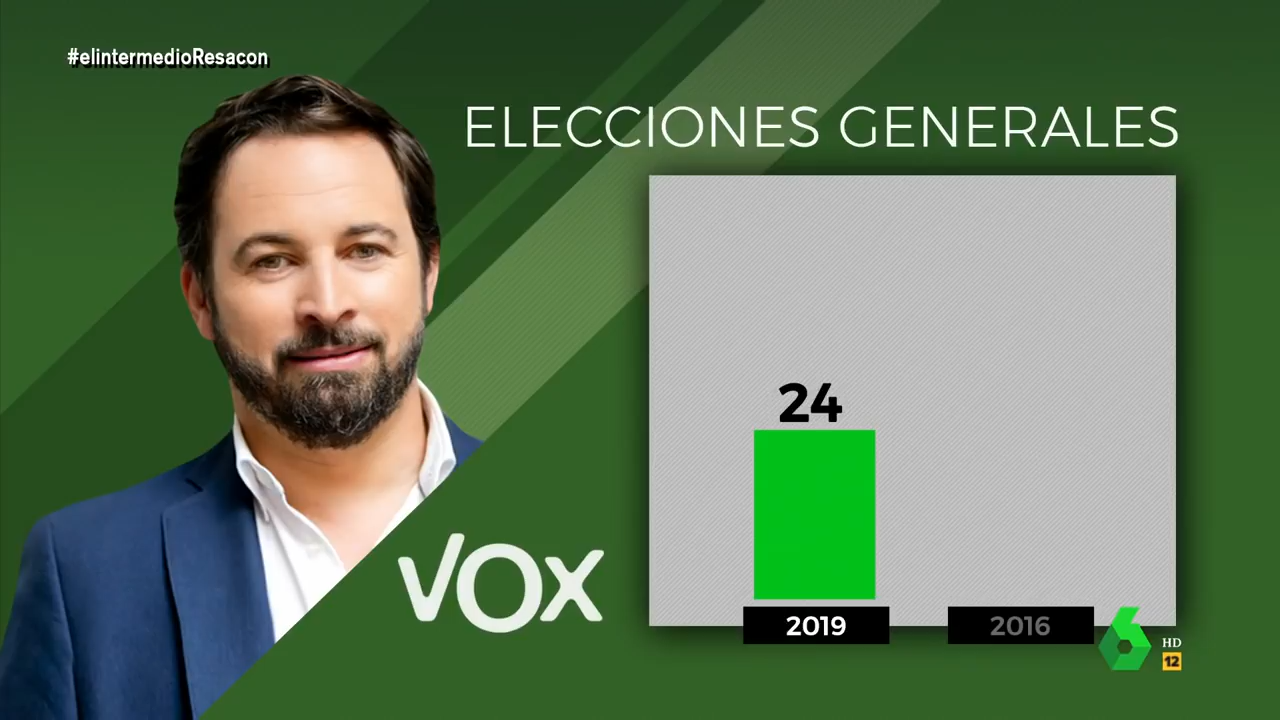 #elintermedioResacon
ELECCIONES GENERALES
24
VOX
2019
2016
HD
12